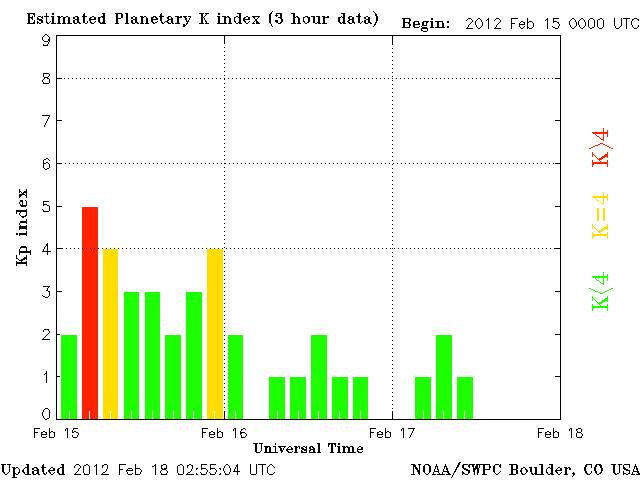 Estimated Planetary K index (3 hour data) Begin: 2012 Feb 15 0000 UTC
9
8
7
6
5
4
3
2
1
0
Kp index
K>4
K=4
K<4
Feb 15 Feb 16 Feb 17 Feb 18
Universal Time
Updated 2012 Feb 18 02:55:04 UTC NOAA/SWPC Boulder, CO USA